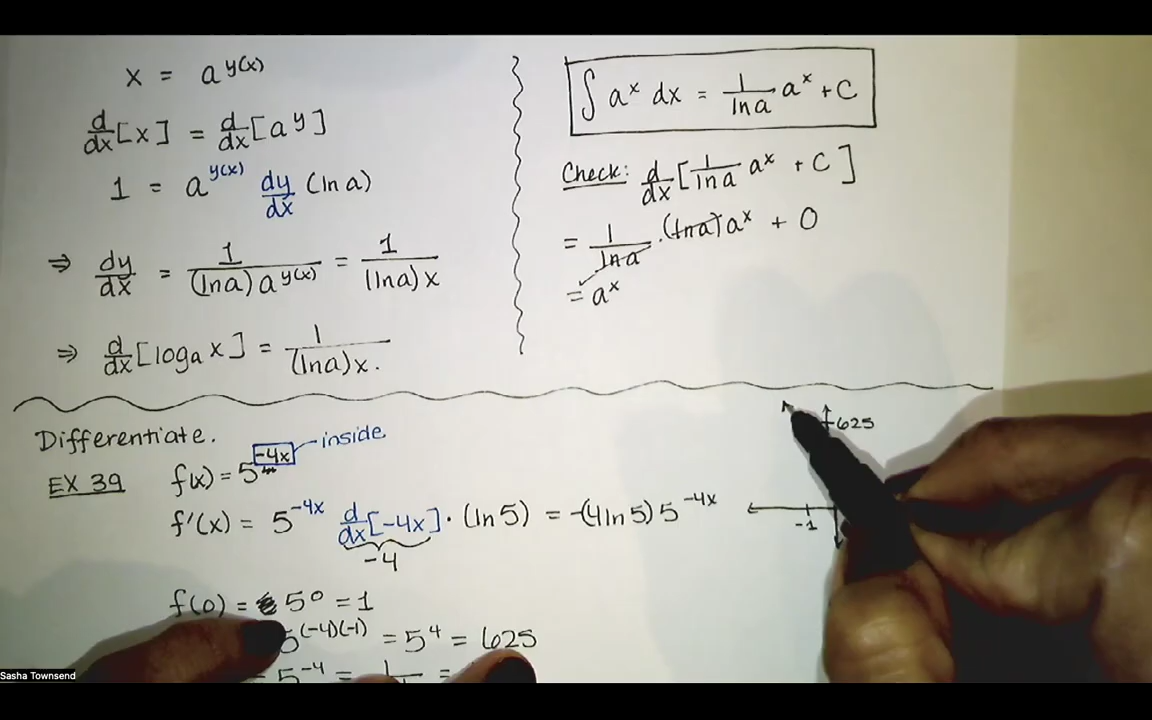 x = a^y(x)
d/dx [x] = d/dx [a^y]
1 = a^y(x) dy/dx (ln a)
⇒ dy/dx = 1/((ln a) a^y(x)) = 1/((ln a) x)
⇒ d/dx [log_a x] = 1/((ln a) x).
∫ a^x dx = 1/(ln a) a^x + C
Check: d/dx [1/(ln a) a^x + C]
= 1/(ln a) · (ln a) a^x + 0
= a^x
Differentiate.
EX 39 f(x) = 5^-4x inside
f'(x) = 5^-4x d/dx [-4x] · (ln 5) = -(4 ln 5) 5^-4x
-4
f(0) = 5^0 = 1
5^(-4)(-1) = 5^4 = 625
5^-4 = 1 =
625
-1
Sasha Townsend